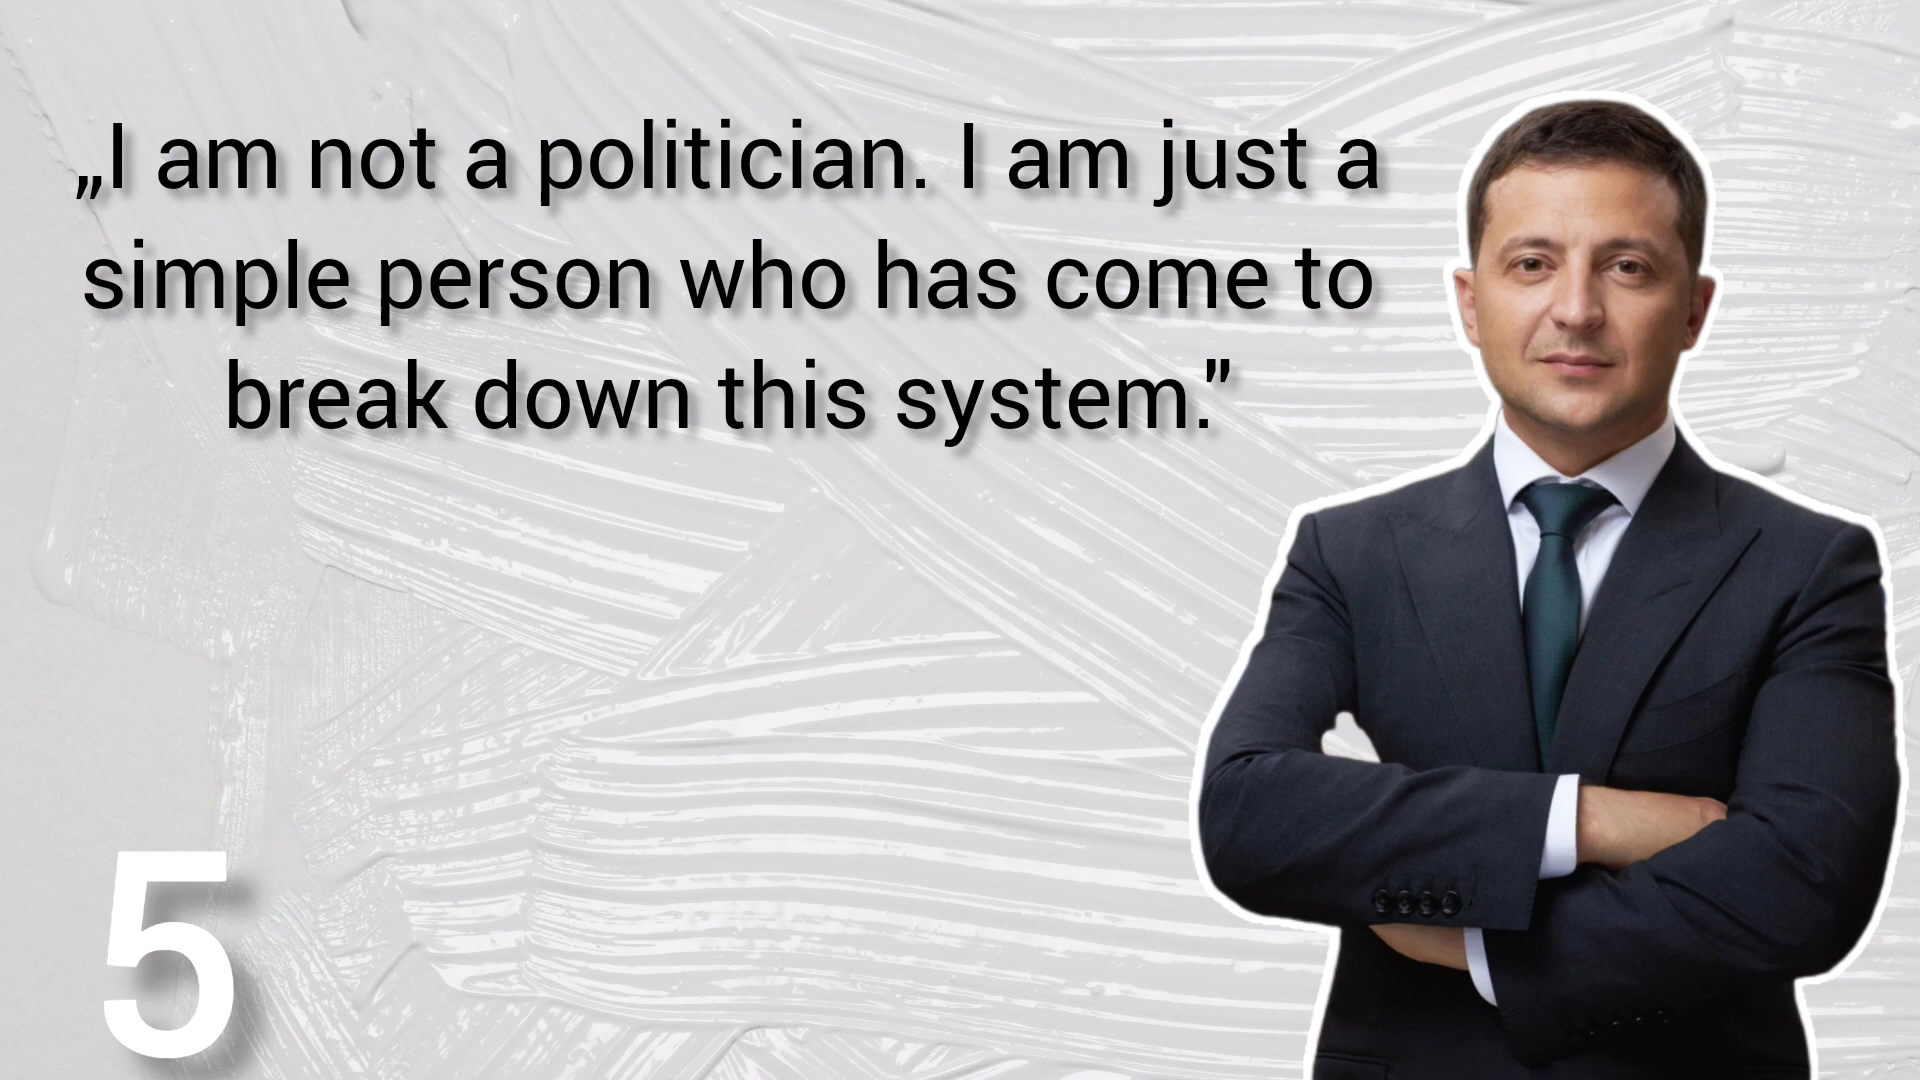 „I am not a politician. I am just a
simple person who has come to
break down this system."
5